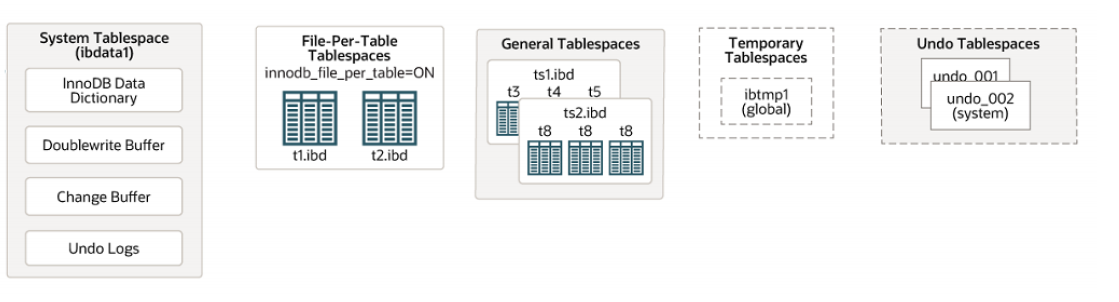 System Tablespace
(ibdata1)
InnoDB Data
Dictionary
Doublewrite Buffer
Change Buffer
Undo Logs
File-Per-Table
Tablespaces
innodb_file_per_table=ON
t1.ibd t2.ibd
General Tablespaces
ts1.ibd
t3 t4 t5
ts2.ibd
t8 t8 t8
Temporary
Tablespaces
ibtmp1
(global)
Undo Tablespaces
undo_001
undo_002
(system)